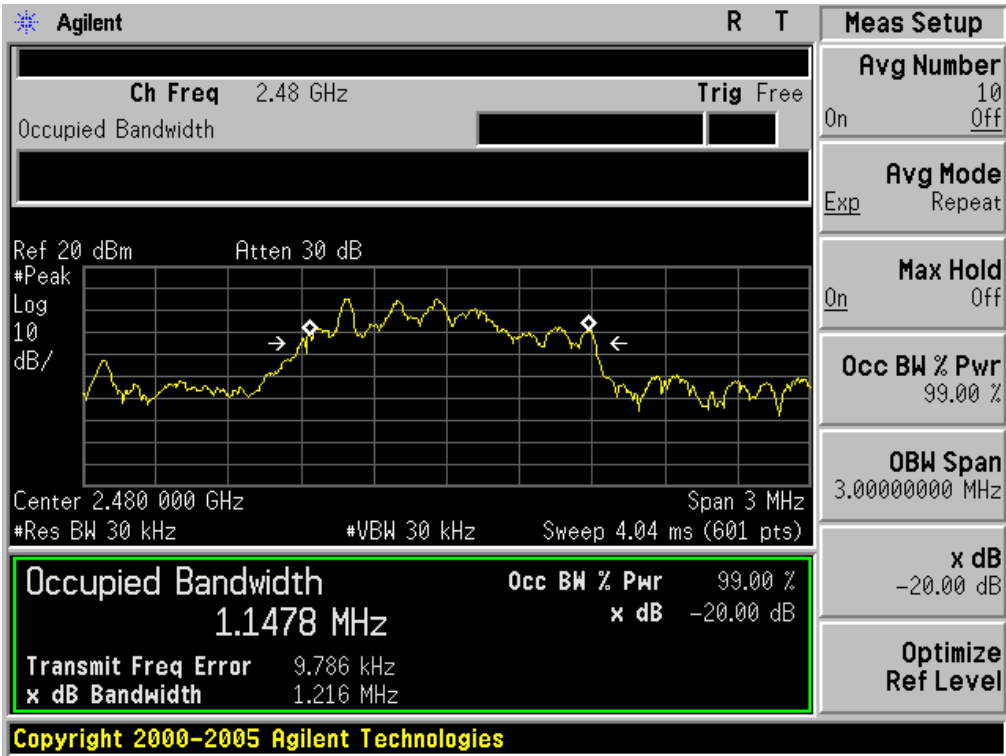 Agilent R T
Ch Freq 2.48 GHz Trig Free
Occupied Bandwidth
Ref 20 dBm Atten 30 dB
#Peak
Log
10
dB/
Center 2.480 000 GHz Span 3 MHz
#Res BW 30 kHz #VBW 30 kHz Sweep 4.04 ms (601 pts)
Occupied Bandwidth
1.1478 MHz
Occ BW % Pwr 99.00 %
x dB -20.00 dB
Transmit Freq Error 9.786 kHz
x dB Bandwidth 1.216 MHz
Copyright 2000-2005 Agilent Technologies
Meas Setup
Avg Number
10
On Off
Avg Mode
Exp Repeat
Max Hold
On Off
Occ BW % Pwr
99.00 %
OBW Span
3.00000000 MHz
x dB
-20.00 dB
Optimize
Ref Level